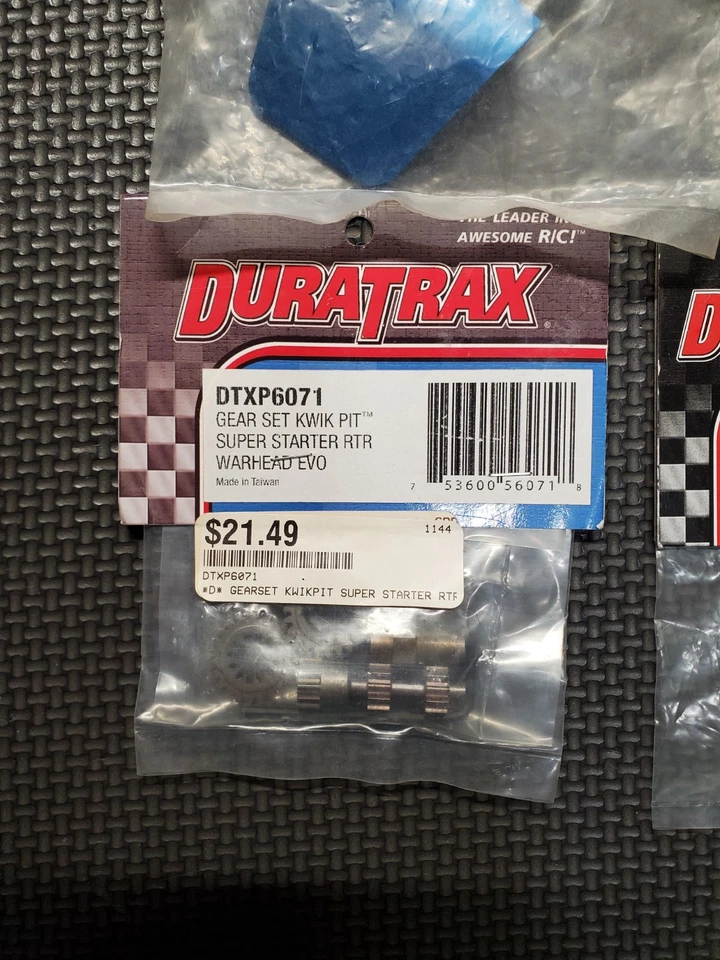 THE LEADER IN
AWESOME R/C!™
DURATRAX®
DTXP6071
GEAR SET KWIK PIT™
SUPER STARTER RTR
WARHEAD EVO
Made in Taiwan
7 53600 56071 8
$21.49
1144
DTXP6071
*D* GEARSET KWIKPIT SUPER STARTER RTR
D